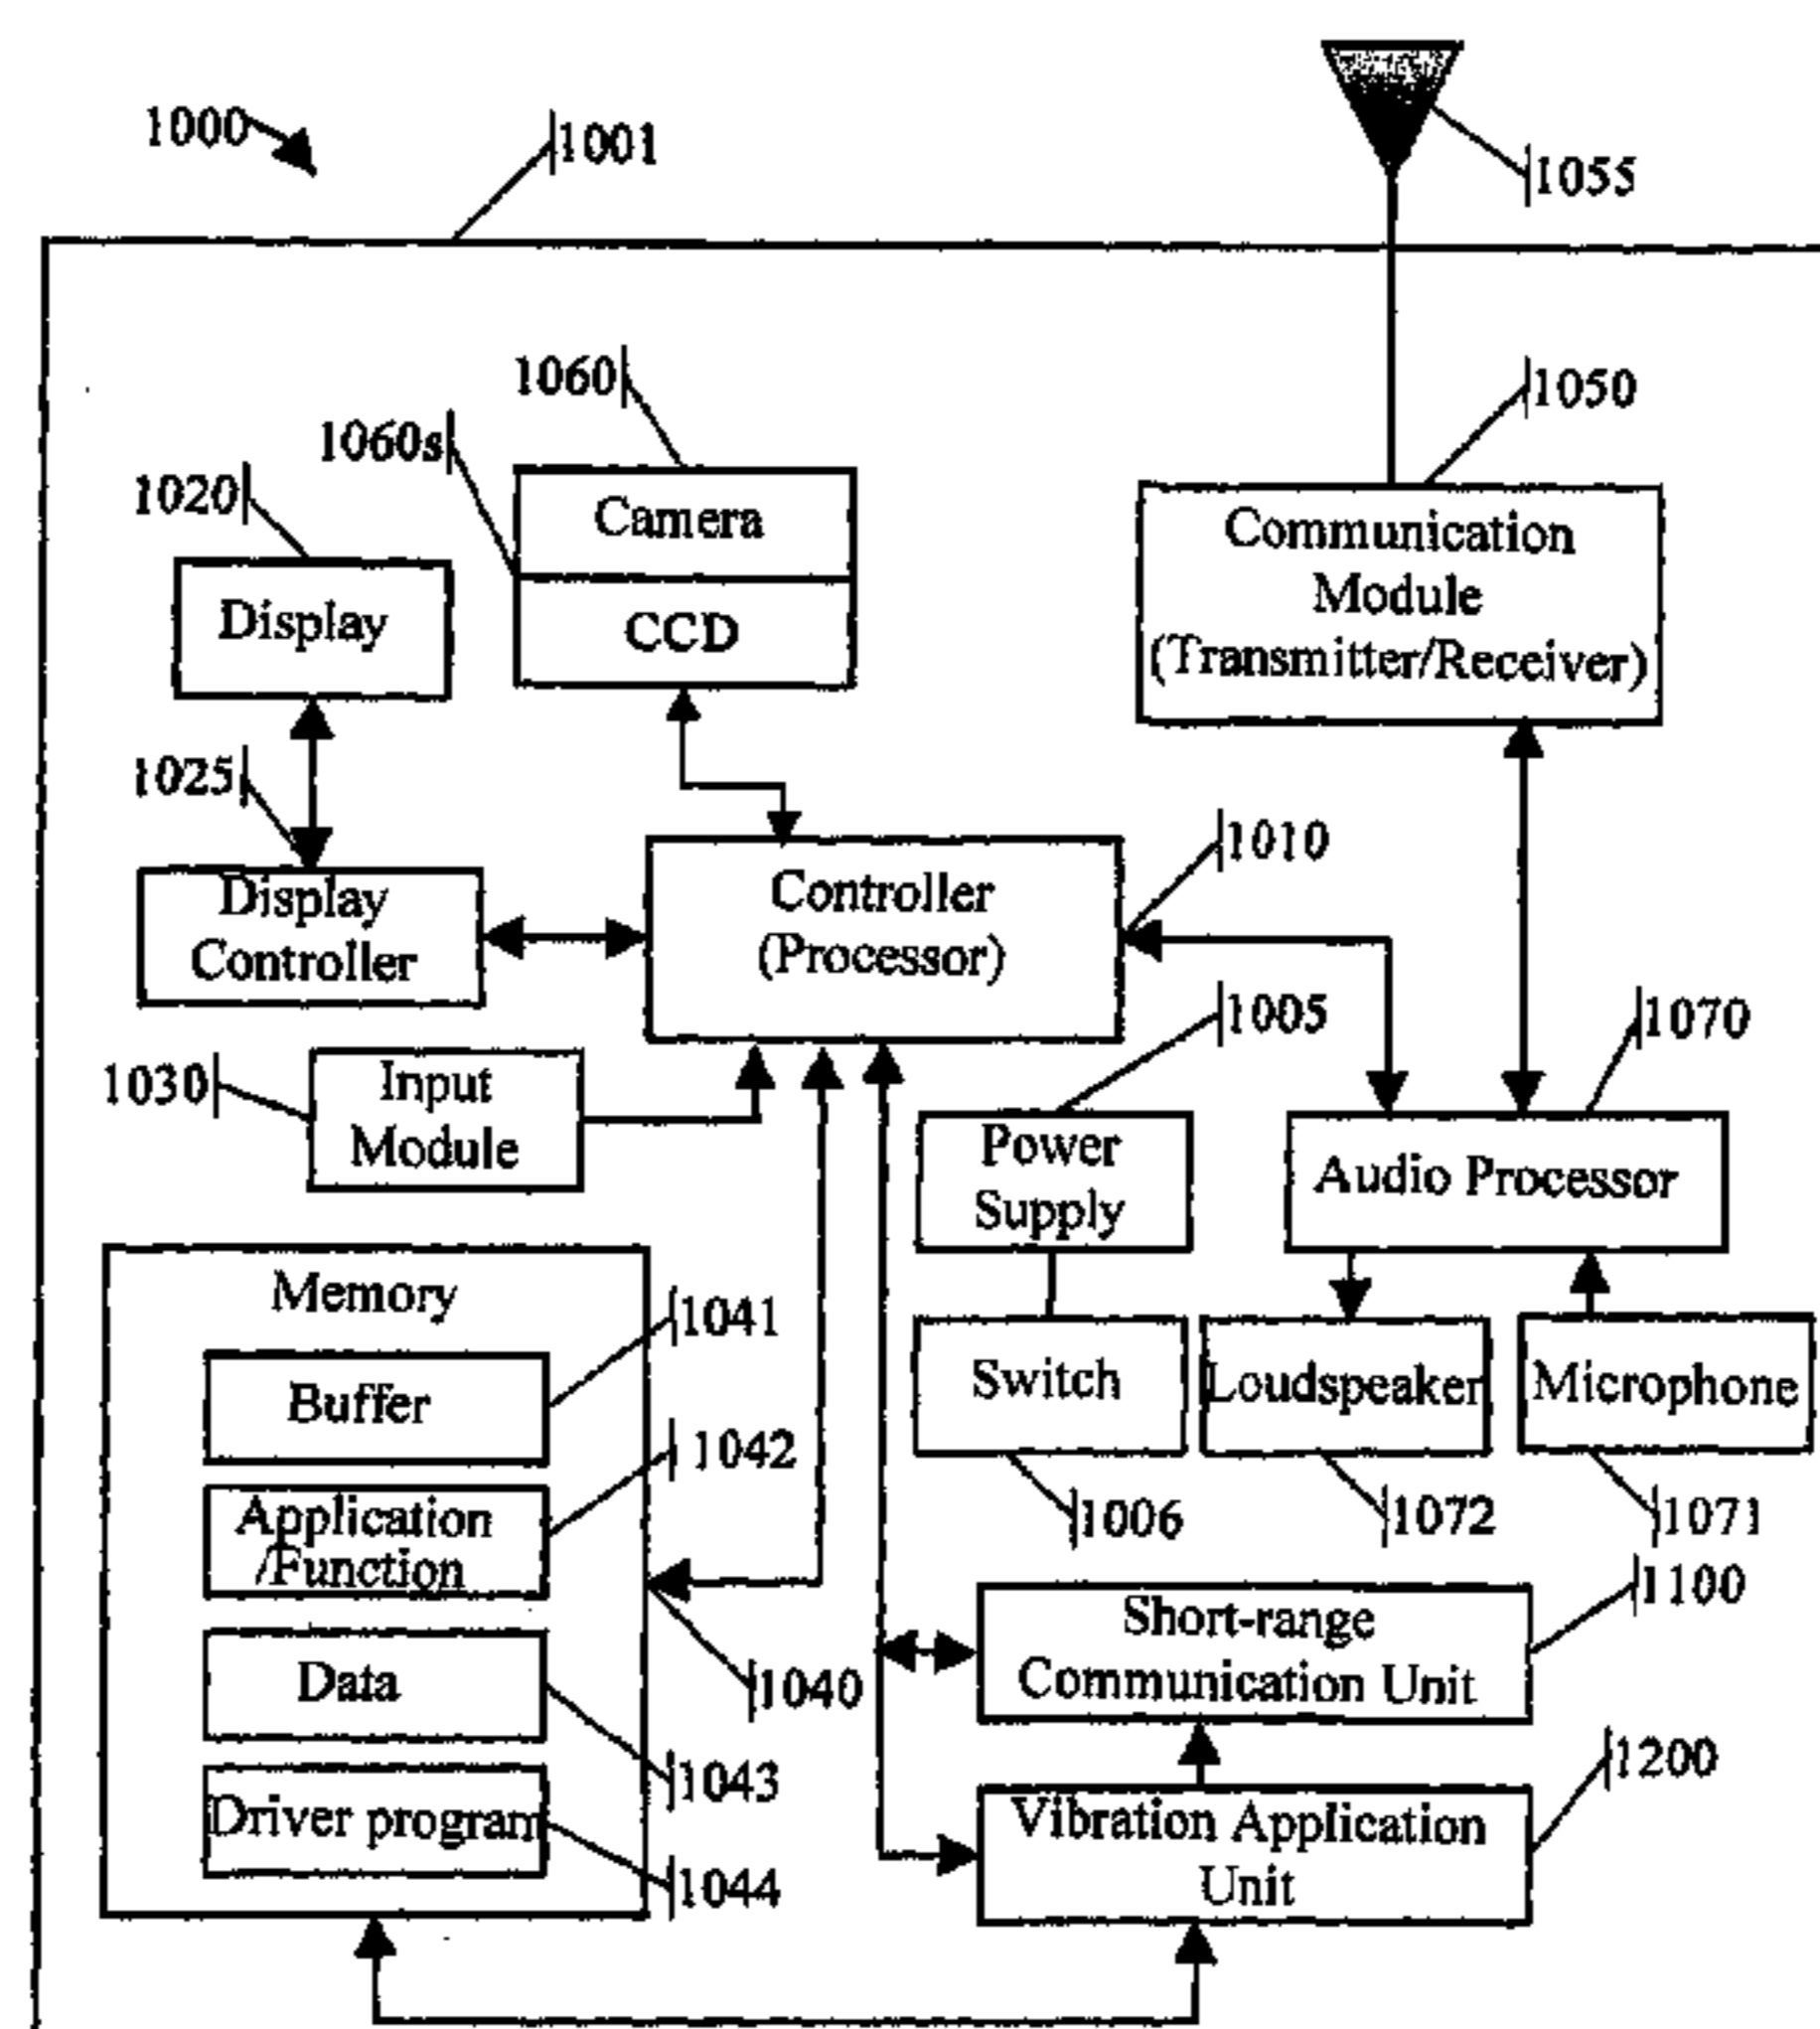 1000
1001
1055
1060
1050
1060s
1020
Camera
Communication
Module
(Transmitter/Receiver)
Display
CCD
1025
1010
Display
Controller
Controller
(Processor)
1005
1070
1030
Input
Module
Power
Supply
Audio Processor
Memory
1041
Buffer
Switch
Loudspeaker
Microphone
1042
Application
/Function
1006
1072
1071
1100
Short-range
Communication Unit
Data
1040
1043
1200
Driver program
Vibration Application
Unit
1044